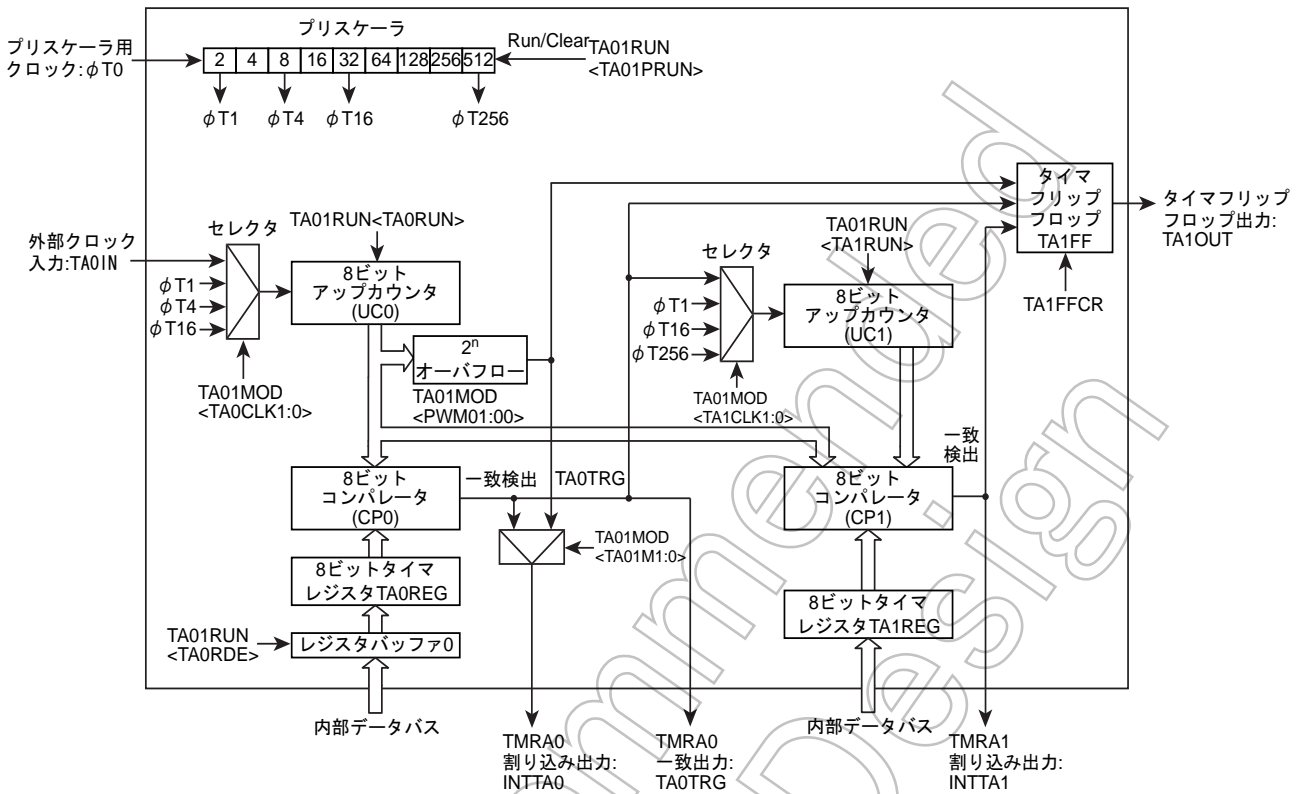 プリスケーラ
プリスケーラ用
クロック:φT0
2 4 8 16 32 64 128 256 512
Run/Clear
TA01RUN
<TA01PRUN>
φT1
φT4
φT16
φT256
外部クロック
入力:TA0IN
セレクタ
φT1
φT4
φT16
TA01MOD
<TA0CLK1:0>
TA01RUN<TA0RUN>
8ビット
アップカウンタ
(UC0)
2n
オーバフロー
TA01MOD
<PWM01:00>
セレクタ
φT1
φT16
φT256
TA01MOD
<TA1CLK1:0>
TA01RUN
<TA1RUN>
8ビット
アップカウンタ
(UC1)
タイマ
フリップ
フロップ
TA1FF
タイマフリップ
フロップ出力:
TA1OUT
TA1FFCR
8ビット
コンパレータ
(CP0)
一致検出
TA0TRG
TA01MOD
<TA01M1:0>
8ビット
コンパレータ
(CP1)
一致
検出
8ビットタイマ
レジスタTA0REG
TA01RUN
<TA0RDE>
レジスタバッファ0
8ビットタイマ
レジスタTA1REG
内部データバス
TMRA0
割り込み出力:
INTTA0
TMRA0
一致出力:
TA0TRG
内部データバス
TMRA1
割り込み出力:
INTTA1
mmended
Design